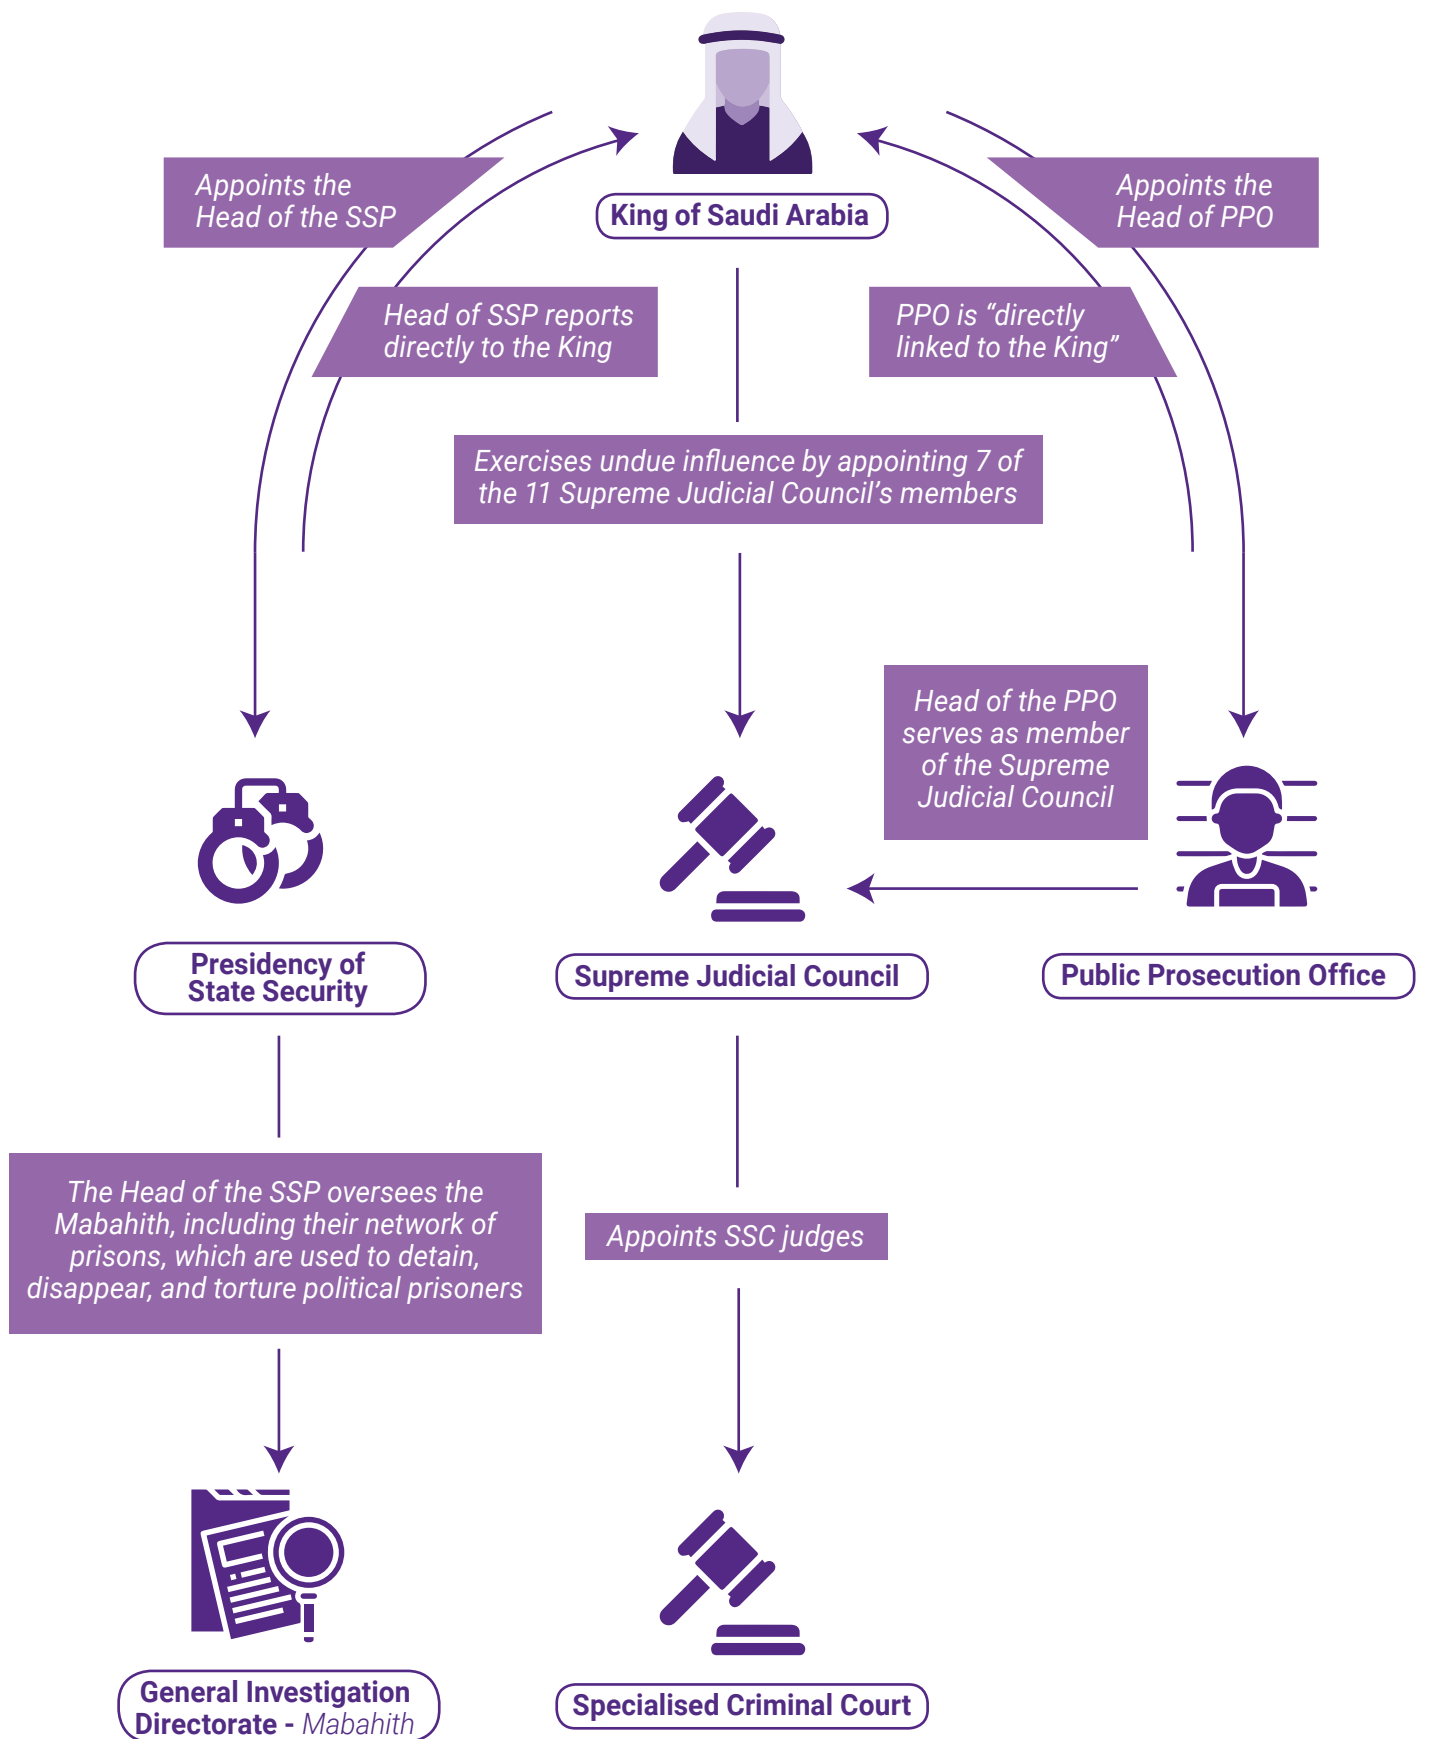 King of Saudi Arabia
Appoints the
Head of the SSP
Appoints the
Head of PPO
Head of SSP reports
directly to the King
PPO is “directly
linked to the King”
Exercises undue influence by appointing 7 of
the 11 Supreme Judicial Council’s members
Head of the PPO
serves as member
of the Supreme
Judicial Council
Presidency of
State Security
Supreme Judicial Council
Public Prosecution Office
The Head of the SSP oversees the
Mabahith, including their network of
prisons, which are used to detain,
disappear, and torture political prisoners
Appoints SSC judges
General Investigation
Directorate - Mabahith
Specialised Criminal Court